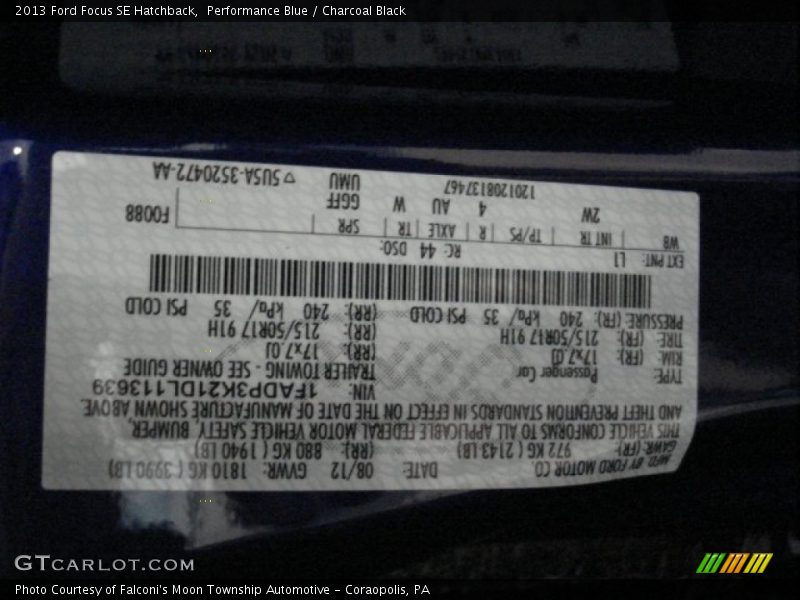 2013 Ford Focus SE Hatchback,  Performance Blue / Charcoal Black
MFD. BY FORD MOTOR CO.
DATE: 08/12 GVWR: 1810 KG ( 3990 LB)
GAWR: (FR): 972 KG ( 2143 LB) (RR): 880 KG ( 1940 LB)
THIS VEHICLE CONFORMS TO ALL APPLICABLE FEDERAL MOTOR VEHICLE SAFETY, BUMPER,
AND THEFT PREVENTION STANDARDS IN EFFECT ON THE DATE OF MANUFACTURE SHOWN ABOVE
VIN: 1FADP3K21DL113639
TYPE: Passenger Car TRAILER TOWING - SEE OWNER GUIDE
RIM: (FR): 17x7.0J (RR): 17x7.0J
TIRE: (FR): 215/50R17 91H (RR): 215/50R17 91H
PRESSURE: (FR): 240 kPa/ 35 PSI COLD (RR): 240 kPa/ 35 PSI COLD
EXT PNT: L1 RC: 44 DSO:
WB INT TR TP/PS R AXLE TR SPR F0088
2W 4 AU W GGFF
1201208137467 UMU 5U5A-3520472-AA
GTCARLOT.COM
Photo Courtesy of Falconi's Moon Township Automotive - Coraopolis, PA